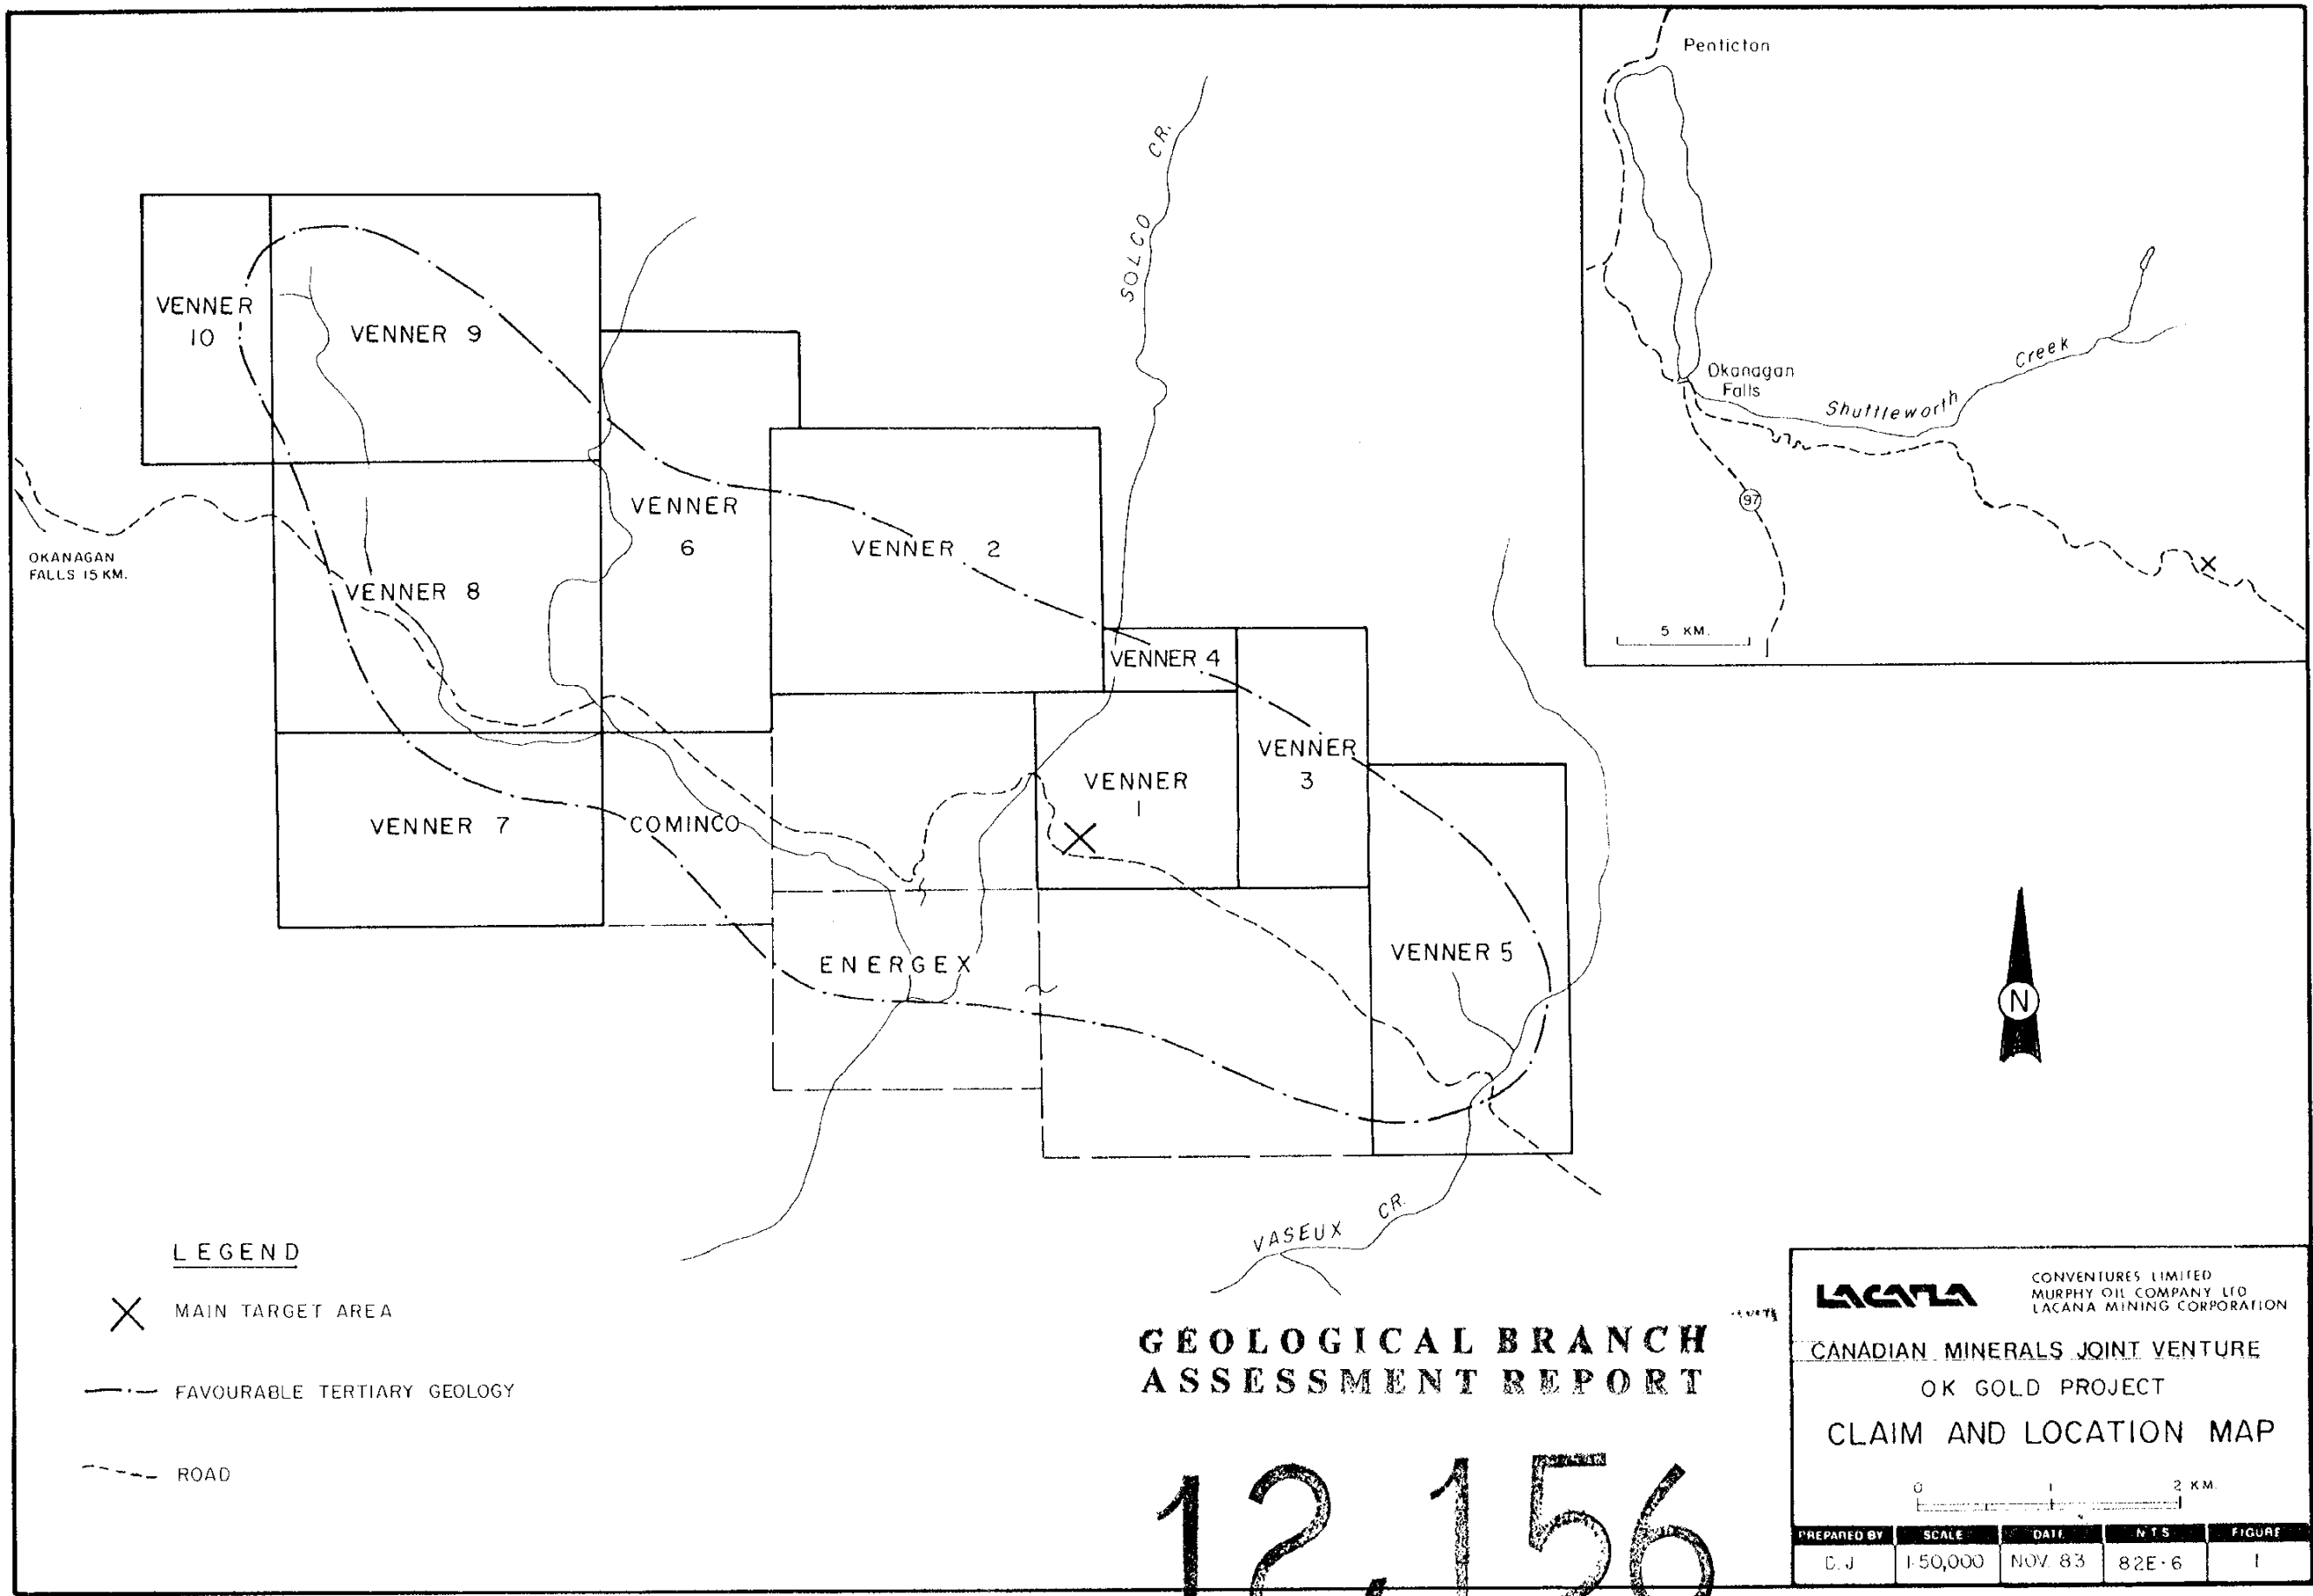 Penticton
SOLCO CR.
VENNER
10
VENNER 9
Okanagan
Falls
Shuttleworth Creek
97
5 KM.
VENNER
6
VENNER 2
OKANAGAN
FALLS 15 KM.
VENNER 8
VENNER 4
VENNER
3
VENNER
1
VENNER 7
COMINCO
ENERGEX
VENNER 5
N
VASEUX CR.
LEGEND
MAIN TARGET AREA
FAVOURABLE TERTIARY GEOLOGY
ROAD
GEOLOGICAL BRANCH
ASSESSMENT REPORT
12,156
LACANA
CONVENTURES LIMITED
MURPHY OIL COMPANY LTD
LACANA MINING CORPORATION
CANADIAN MINERALS JOINT VENTURE
OK GOLD PROJECT
CLAIM AND LOCATION MAP
0 1 2 KM.
PREPARED BY SCALE DATE N.T.S FIGURE
1:50,000 NOV. 83 82E-6 1